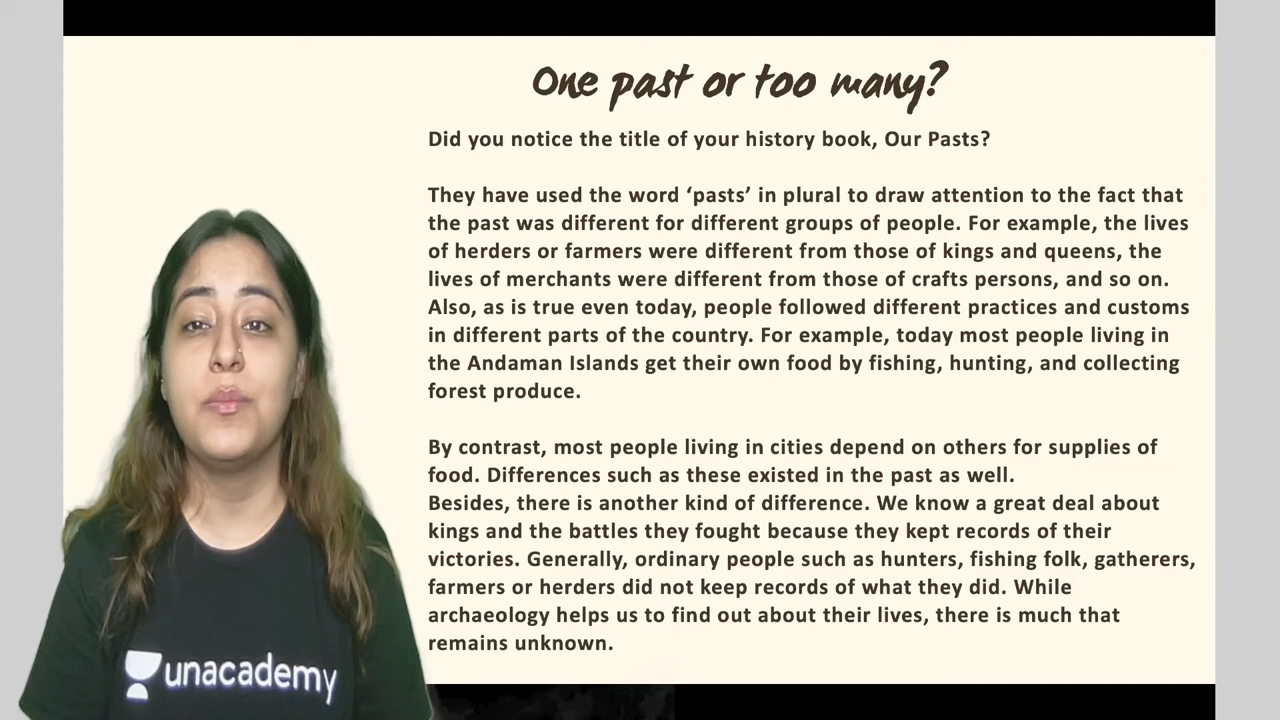 One past or too many?
Did you notice the title of your history book, Our Pasts?
They have used the word ‘pasts’ in plural to draw attention to the fact that
the past was different for different groups of people. For example, the lives
of herders or farmers were different from those of kings and queens, the
lives of merchants were different from those of crafts persons, and so on.
Also, as is true even today, people followed different practices and customs
in different parts of the country. For example, today most people living in
the Andaman Islands get their own food by fishing, hunting, and collecting
forest produce.
By contrast, most people living in cities depend on others for supplies of
food. Differences such as these existed in the past as well.
Besides, there is another kind of difference. We know a great deal about
kings and the battles they fought because they kept records of their
victories. Generally, ordinary people such as hunters, fishing folk, gatherers,
farmers or herders did not keep records of what they did. While
archaeology helps us to find out about their lives, there is much that
remains unknown.
unacademy